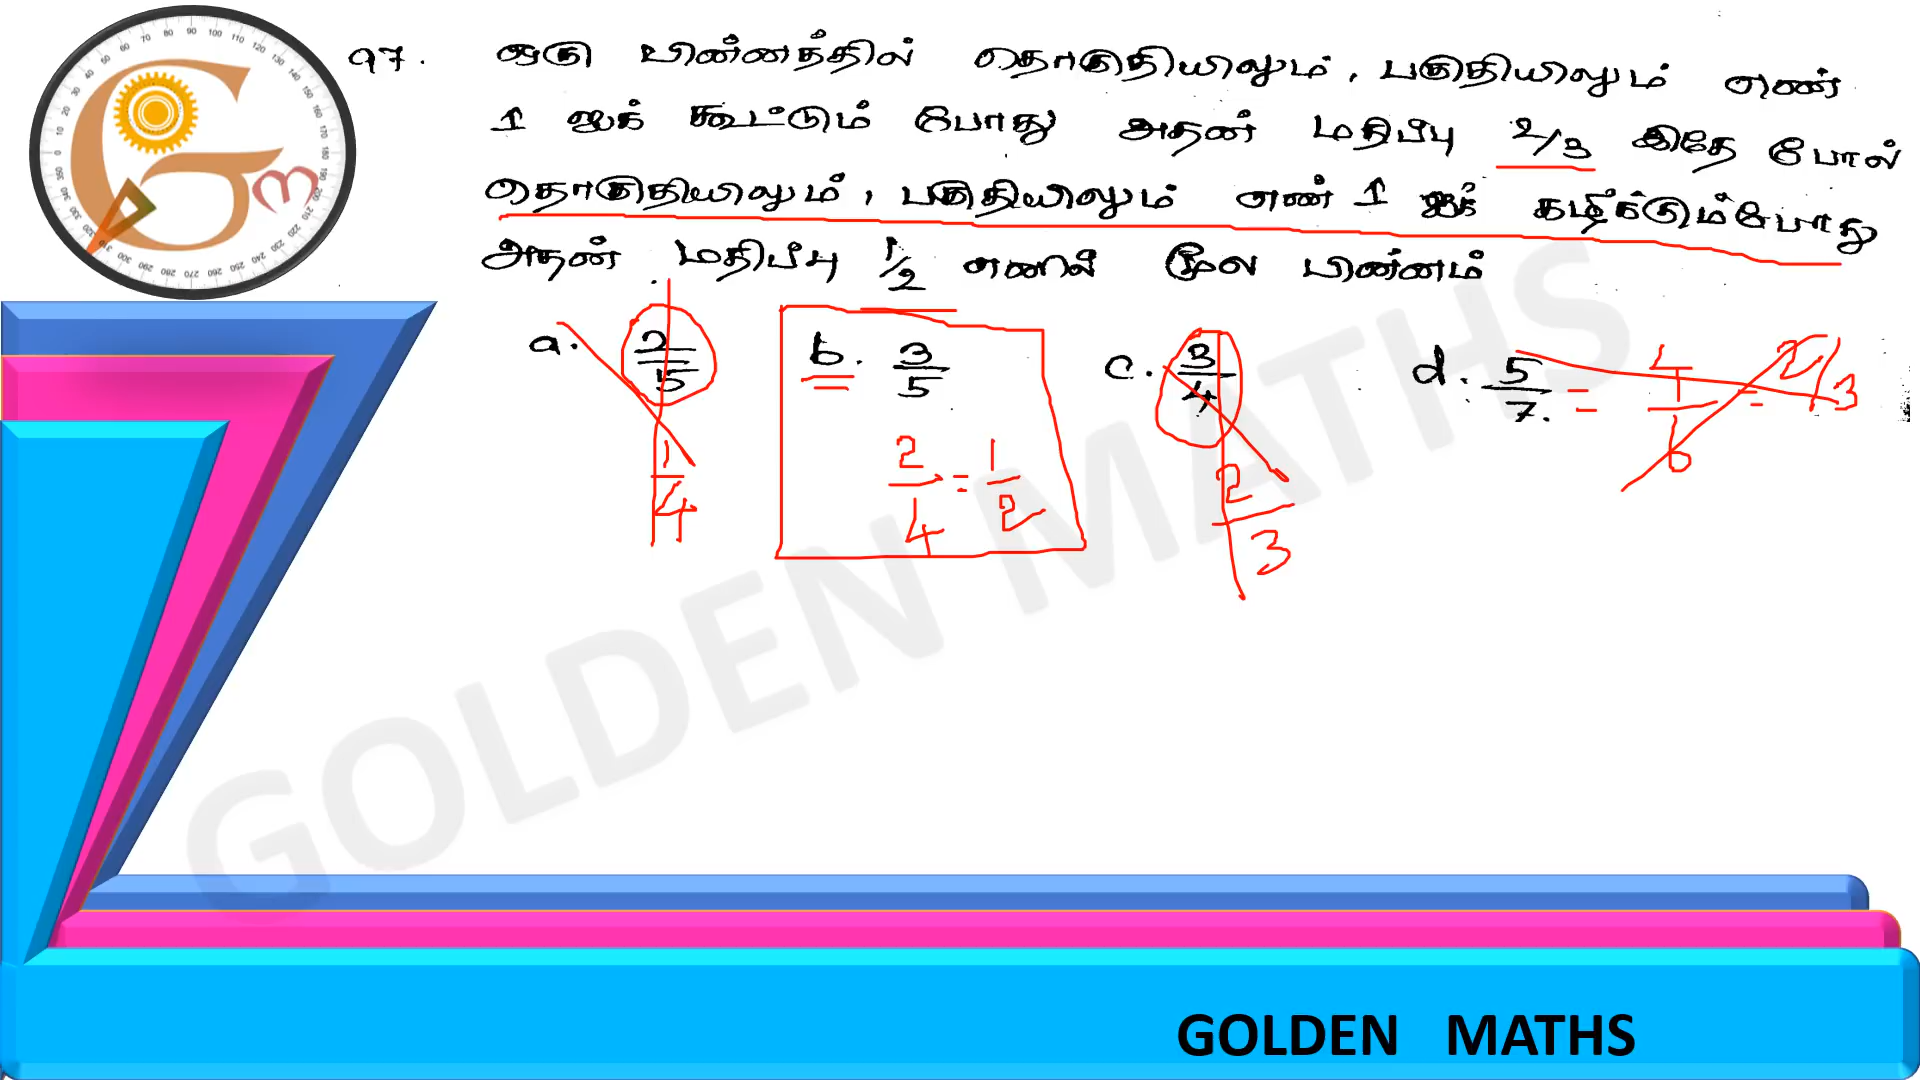 97. ஒரு பின்னத்தில் தொகுதியிலும், பகுதியிலும் எண்
1 ஐக் கூட்டும் போது அதன் மதிப்பு 2/3 இதே போல்
தொகுதியிலும், பகுதியிலும் எண் 1 ஐக் கழிக்கும்போது
அதன் மதிப்பு 1/2 எனில் மூல பின்னம்
a. 2/5 b. 3/5 c. 3/4 d. 5/7. = 4/6 = 2/3
1/4 2/4 = 1/2 2/3
GOLDEN MATHS
GOLDEN MATHS